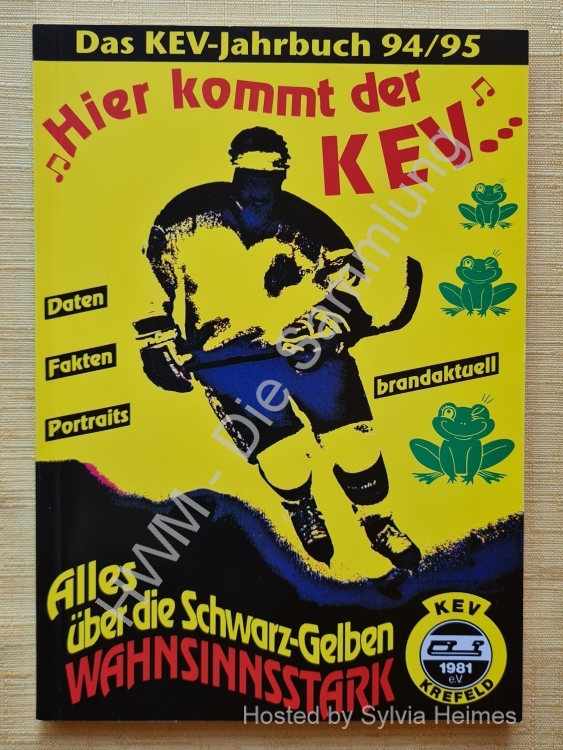 Das KEV-Jahrbuch 94/95
„Hier kommt der
KEV...
Daten
Fakten
Portraits
brandaktuell
Alles
über die Schwarz-Gelben
WAHNSINNSSTARK
KEV
1981
e.V.
KREFELD
HWM - Die Sammlung
Hosted by Sylvia Heimes